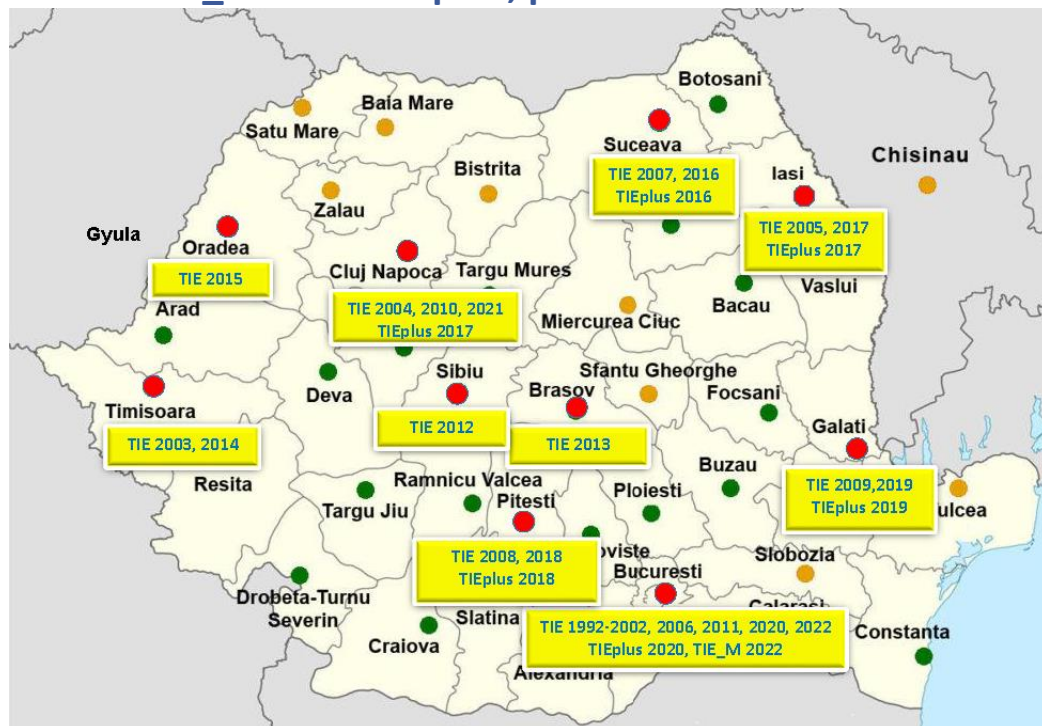 Botosani
Baia Mare
Satu Mare
Suceava
Chisinau
Iasi
Bistrita
Zalau
TIE 2007, 2016
TIEplus 2016
Gyula
Oradea
TIE 2005, 2017
TIEplus 2017
Cluj Napoca
Targu Mures
TIE 2015
Bacau
Vaslui
Arad
TIE 2004, 2010, 2021
TIEplus 2017
Miercurea Ciuc
Sibiu
Sfantu Gheorghe
Deva
Brasov
Focsani
Timisoara
Galati
TIE 2012
TIE 2003, 2014
TIE 2013
Buzau
Resita
Ramnicu Valcea
TIE 2009,2019
TIEplus 2019
Ploiesti
Pitesti
Targu Jiu
ulcea
oviste
Slobozia
TIE 2008, 2018
TIEplus 2018
Bucuresti
Drobeta-Turnu
Severin
Slatina
Calarasi
TIE 1992-2002, 2006, 2011, 2020, 2022
TIEplus 2020, TIE_M 2022
Constanta
Craiova
Alexandria